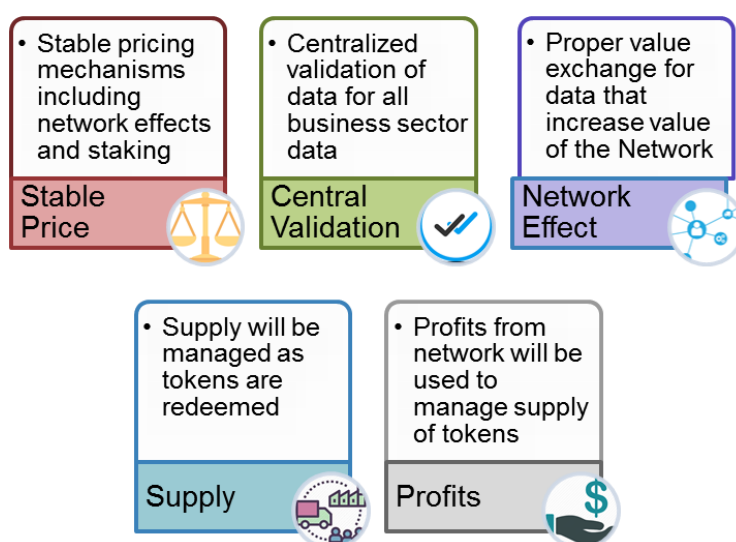 • Stable pricing
mechanisms
including
network effects
and staking
Stable
Price
• Centralized
validation of
data for all
business sector
data
Central
Validation
• Proper value
exchange for
data that
increase value
of the Network
Network
Effect
• Supply will be
managed as
tokens are
redeemed
Supply
• Profits from
network will be
used to
manage supply
of tokens
Profits
$